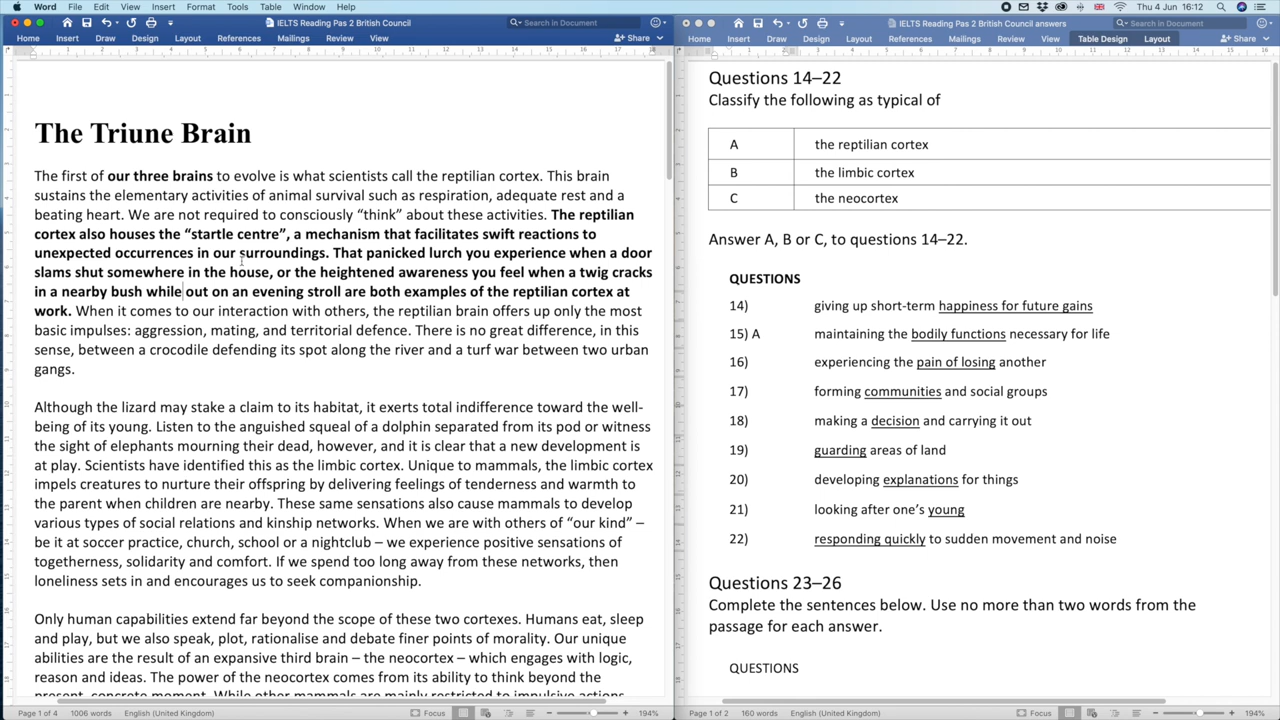 Word File Edit View Insert Format Tools Table Window Help Thu 4 Jun 16:12
IELTS Reading Pas 2 British Council
Search in Document
Home Insert Draw Design Layout References Mailings Review View Share
The Triune Brain
The first of our three brains to evolve is what scientists call the reptilian cortex. This brain
sustains the elementary activities of animal survival such as respiration, adequate rest and a
beating heart. We are not required to consciously “think” about these activities. The reptilian
cortex also houses the “startle centre”, a mechanism that facilitates swift reactions to
unexpected occurrences in our surroundings. That panicked lurch you experience when a door
slams shut somewhere in the house, or the heightened awareness you feel when a twig cracks
in a nearby bush while out on an evening stroll are both examples of the reptilian cortex at
work. When it comes to our interaction with others, the reptilian brain offers up only the most
basic impulses: aggression, mating, and territorial defence. There is no great difference, in this
sense, between a crocodile defending its spot along the river and a turf war between two urban
gangs.
Although the lizard may stake a claim to its habitat, it exerts total indifference toward the well-
being of its young. Listen to the anguished squeal of a dolphin separated from its pod or witness
the sight of elephants mourning their dead, however, and it is clear that a new development is
at play. Scientists have identified this as the limbic cortex. Unique to mammals, the limbic cortex
impels creatures to nurture their offspring by delivering feelings of tenderness and warmth to
the parent when children are nearby. These same sensations also cause mammals to develop
various types of social relations and kinship networks. When we are with others of “our kind” –
be it at soccer practice, church, school or a nightclub – we experience positive sensations of
togetherness, solidarity and comfort. If we spend too long away from these networks, then
loneliness sets in and encourages us to seek companionship.
Only human capabilities extend far beyond the scope of these two cortexes. Humans eat, sleep
and play, but we also speak, plot, rationalise and debate finer points of morality. Our unique
abilities are the result of an expansive third brain – the neocortex – which engages with logic,
reason and ideas. The power of the neocortex comes from its ability to think beyond the
present, concrete moment. While other mammals are mainly restricted to impulsive actions
Page 1 of 4 1006 words English (United Kingdom) Focus 194%
IELTS Reading Pas 2 British Council answers
Search in Document
Home Insert Draw Design Layout References Mailings Review View Table Design Layout Share
Questions 14–22
Classify the following as typical of
A the reptilian cortex
B the limbic cortex
C the neocortex
Answer A, B or C, to questions 14–22.
QUESTIONS
14) giving up short-term happiness for future gains
15) A maintaining the bodily functions necessary for life
16) experiencing the pain of losing another
17) forming communities and social groups
18) making a decision and carrying it out
19) guarding areas of land
20) developing explanations for things
21) looking after one’s young
22) responding quickly to sudden movement and noise
Questions 23–26
Complete the sentences below. Use no more than two words from the
passage for each answer.
QUESTIONS
Page 1 of 2 160 words English (United Kingdom) Focus 194%